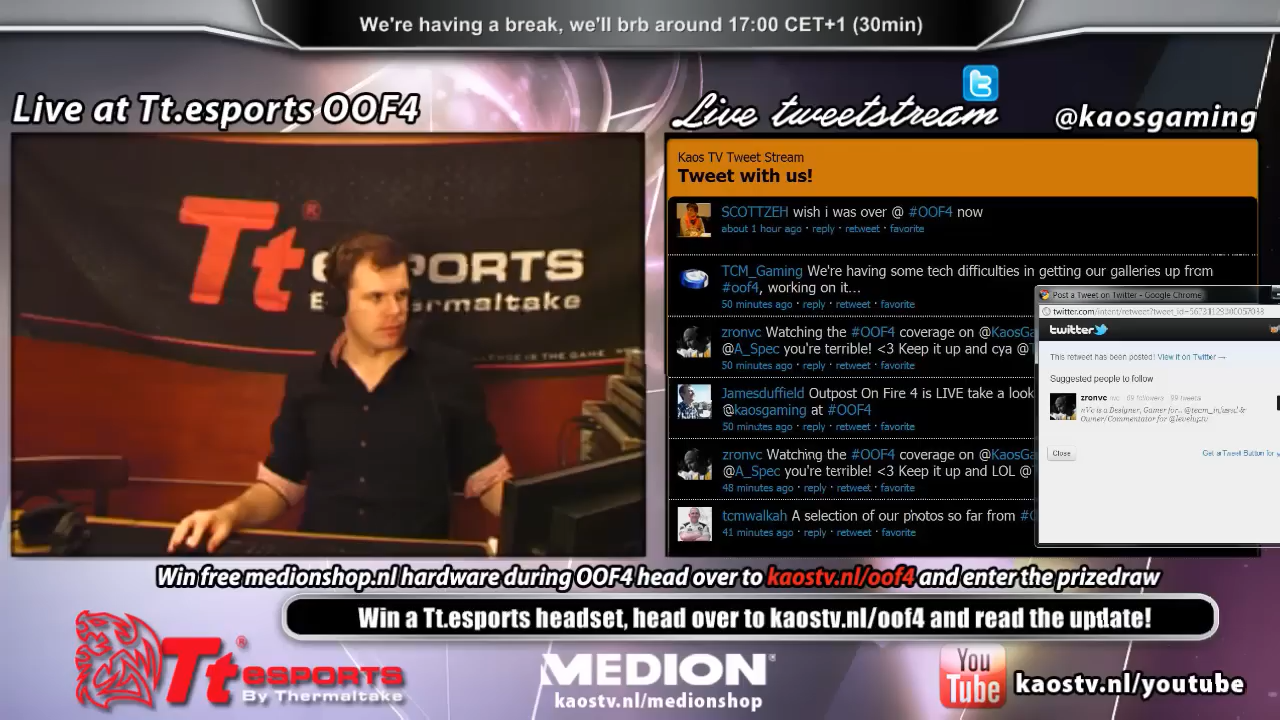 We're having a break, we'll brb around 17:00 CET+1 (30min)
Live at Tt.esports OOF4
Live tweetstream
@kaosgaming
Tt ® eSPORTS
Kaos TV Tweet Stream
Tweet with us!
SCOTTZEH wish i was over @ #OOF4 now
about 1 hour ago · reply · retweet · favorite
TCM_Gaming We're having some tech difficulties in getting our galleries up from
#oof4, working on it...
50 minutes ago · reply · retweet · favorite
zronvc Watching the #OOF4 coverage on @KaosGa
@A_Spec you're terrible! <3 Keep it up and cya @
50 minutes ago · reply · retweet · favorite
Jamesduffield Outpost On Fire 4 is LIVE take a look
@kaosgaming at #OOF4
50 minutes ago · reply · retweet · favorite
zronvc Watching the #OOF4 coverage on @KaosGa
@A_Spec you're terrible! <3 Keep it up and LOL @
48 minutes ago · reply · retweet · favorite
tcmwalkah A selection of our photos so far from #
41 minutes ago · reply · retweet · favorite
Post a Tweet on Twitter - Google Chrome
twitter
This retweet has been posted! View it on Twitter →
Suggested people to follow
zronvc
Close
Get a Tweet Button for
Win free medionshop.nl hardware during OOF4 head over to kaostv.nl/oof4 and enter the prizedraw
Win a Tt.esports headset, head over to kaostv.nl/oof4 and read the update!
Tt eSPORTS ®
By Thermaltake
MEDION®
kaostv.nl/medionshop
You
Tube
kaostv.nl/youtube